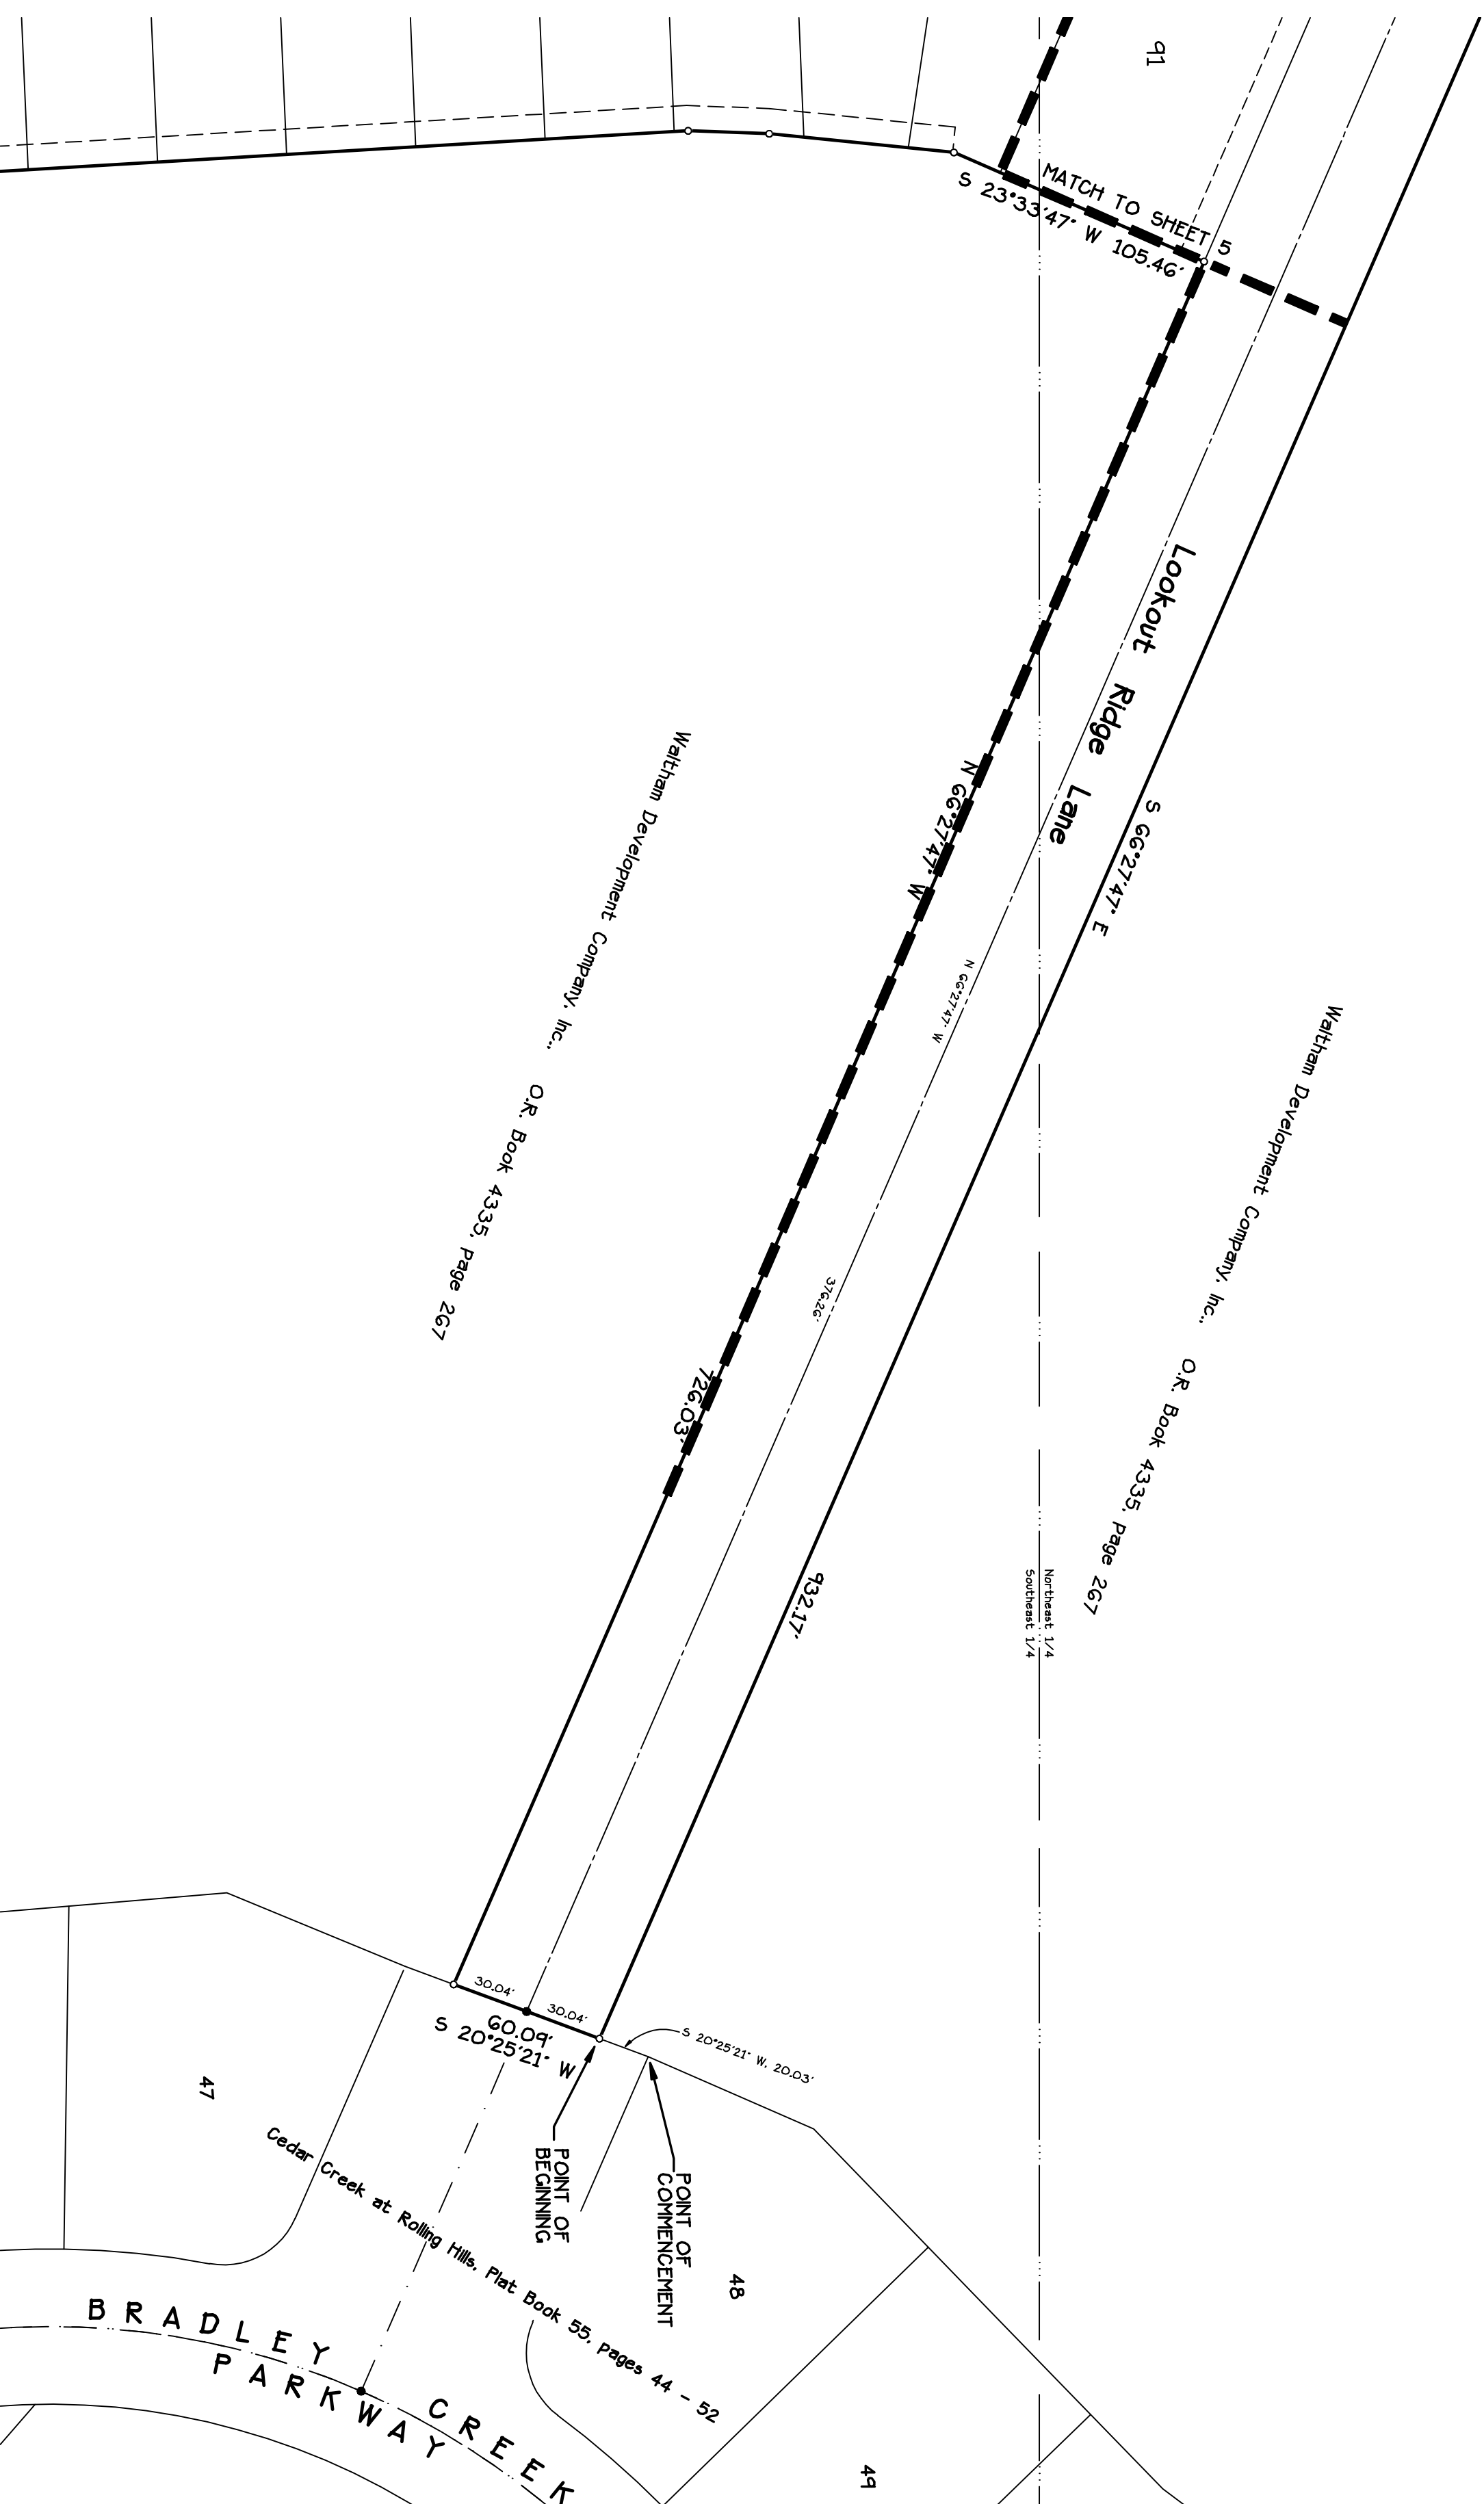 91
MATCH TO SHEET 5
S 23°33'47" W 105.46'
Lookout Ridge Lane
S 66°27'47" E
N 66°27'47" W
N 66°27'47" W
Waltham Development Company, Inc., O.R. Book 4335, page 267
Waltham Development Company, Inc., O.R. Book 4335, page 267
376.26'
726.03'
932.17'
Northeast 1/4
Southeast 1/4
30.04'
30.04'
60.09'
S 20°25'21" W
S 20°25'21" W, 20.03'
POINT OF
BEGINNING
POINT OF
COMMENCEMENT
47
Cedar Creek at Rolling Hills, Plat Book 55, Pages 44 - 52
48
BRADLEY CREEK
PARKWAY
49